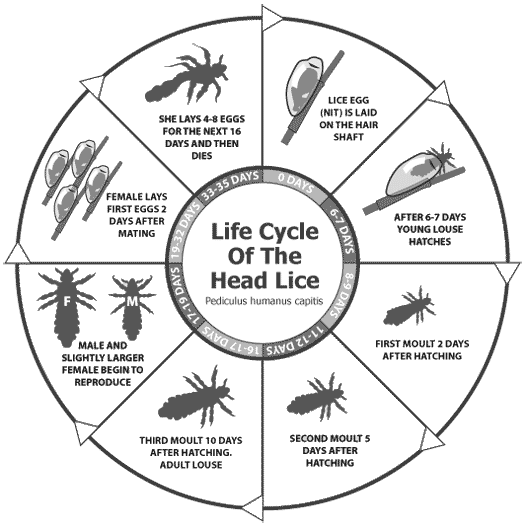 Life Cycle
Of The
Head Lice
Pediculus humanus capitis
0 DAYS
LICE EGG
(NIT) IS LAID
ON THE HAIR
SHAFT
6-7 DAYS
AFTER 6-7 DAYS
YOUNG LOUSE
HATCHES
8-9 DAYS
FIRST MOULT 2 DAYS
AFTER HATCHING
11-12 DAYS
SECOND MOULT 5
DAYS AFTER
HATCHING
16-17 DAYS
THIRD MOULT 10 DAYS
AFTER HATCHING.
ADULT LOUSE
17-19 DAYS
F
M
MALE AND
SLIGHTLY LARGER
FEMALE BEGIN TO
REPRODUCE
19-32 DAYS
FEMALE LAYS
FIRST EGGS 2
DAYS AFTER
MATING
33-35 DAYS
SHE LAYS 4-8 EGGS
FOR THE NEXT 16
DAYS AND THEN
DIES